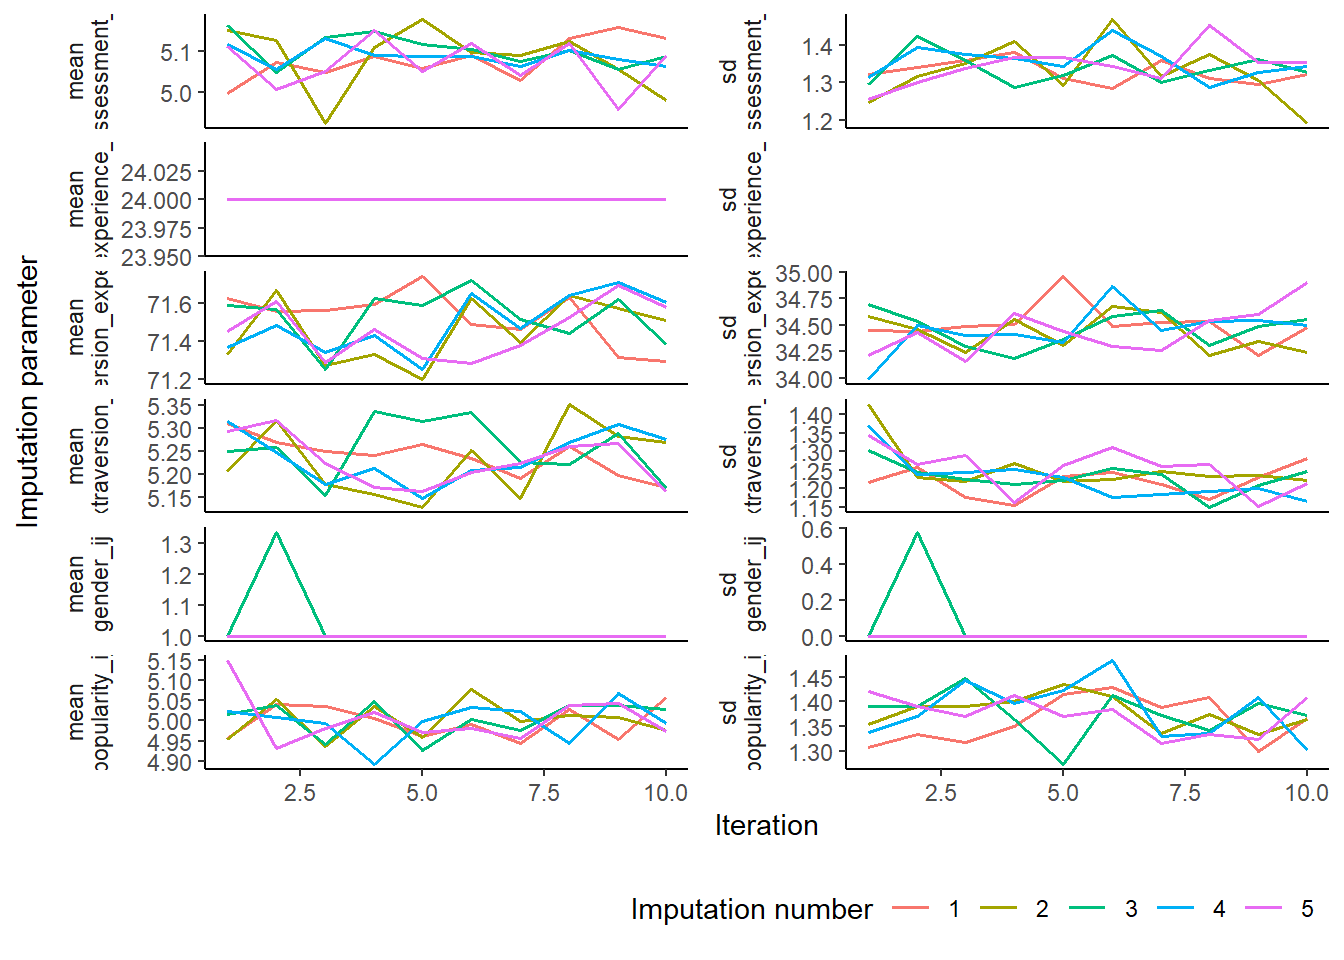 Imputation parameter
mean
ssessment_
5.1
5.0
sd
ssessment_
1.4
1.3
1.2
mean
experience_
24.025
24.000
23.975
23.950
sd
experience_
mean
ersion_expe
71.6
71.4
71.2
sd
ersion_expe
35.00
34.75
34.50
34.25
34.00
mean
xtraversion_
5.35
5.30
5.25
5.20
5.15
sd
xtraversion_
1.40
1.35
1.30
1.25
1.20
1.15
mean
gender_ij
1.3
1.2
1.1
1.0
sd
gender_ij
0.6
0.4
0.2
0.0
mean
popularity_i
5.15
5.10
5.05
5.00
4.95
4.90
sd
popularity_i
1.45
1.40
1.35
1.30
2.5 5.0 7.5 10.0
2.5 5.0 7.5 10.0
Iteration
Imputation number 1 2 3 4 5